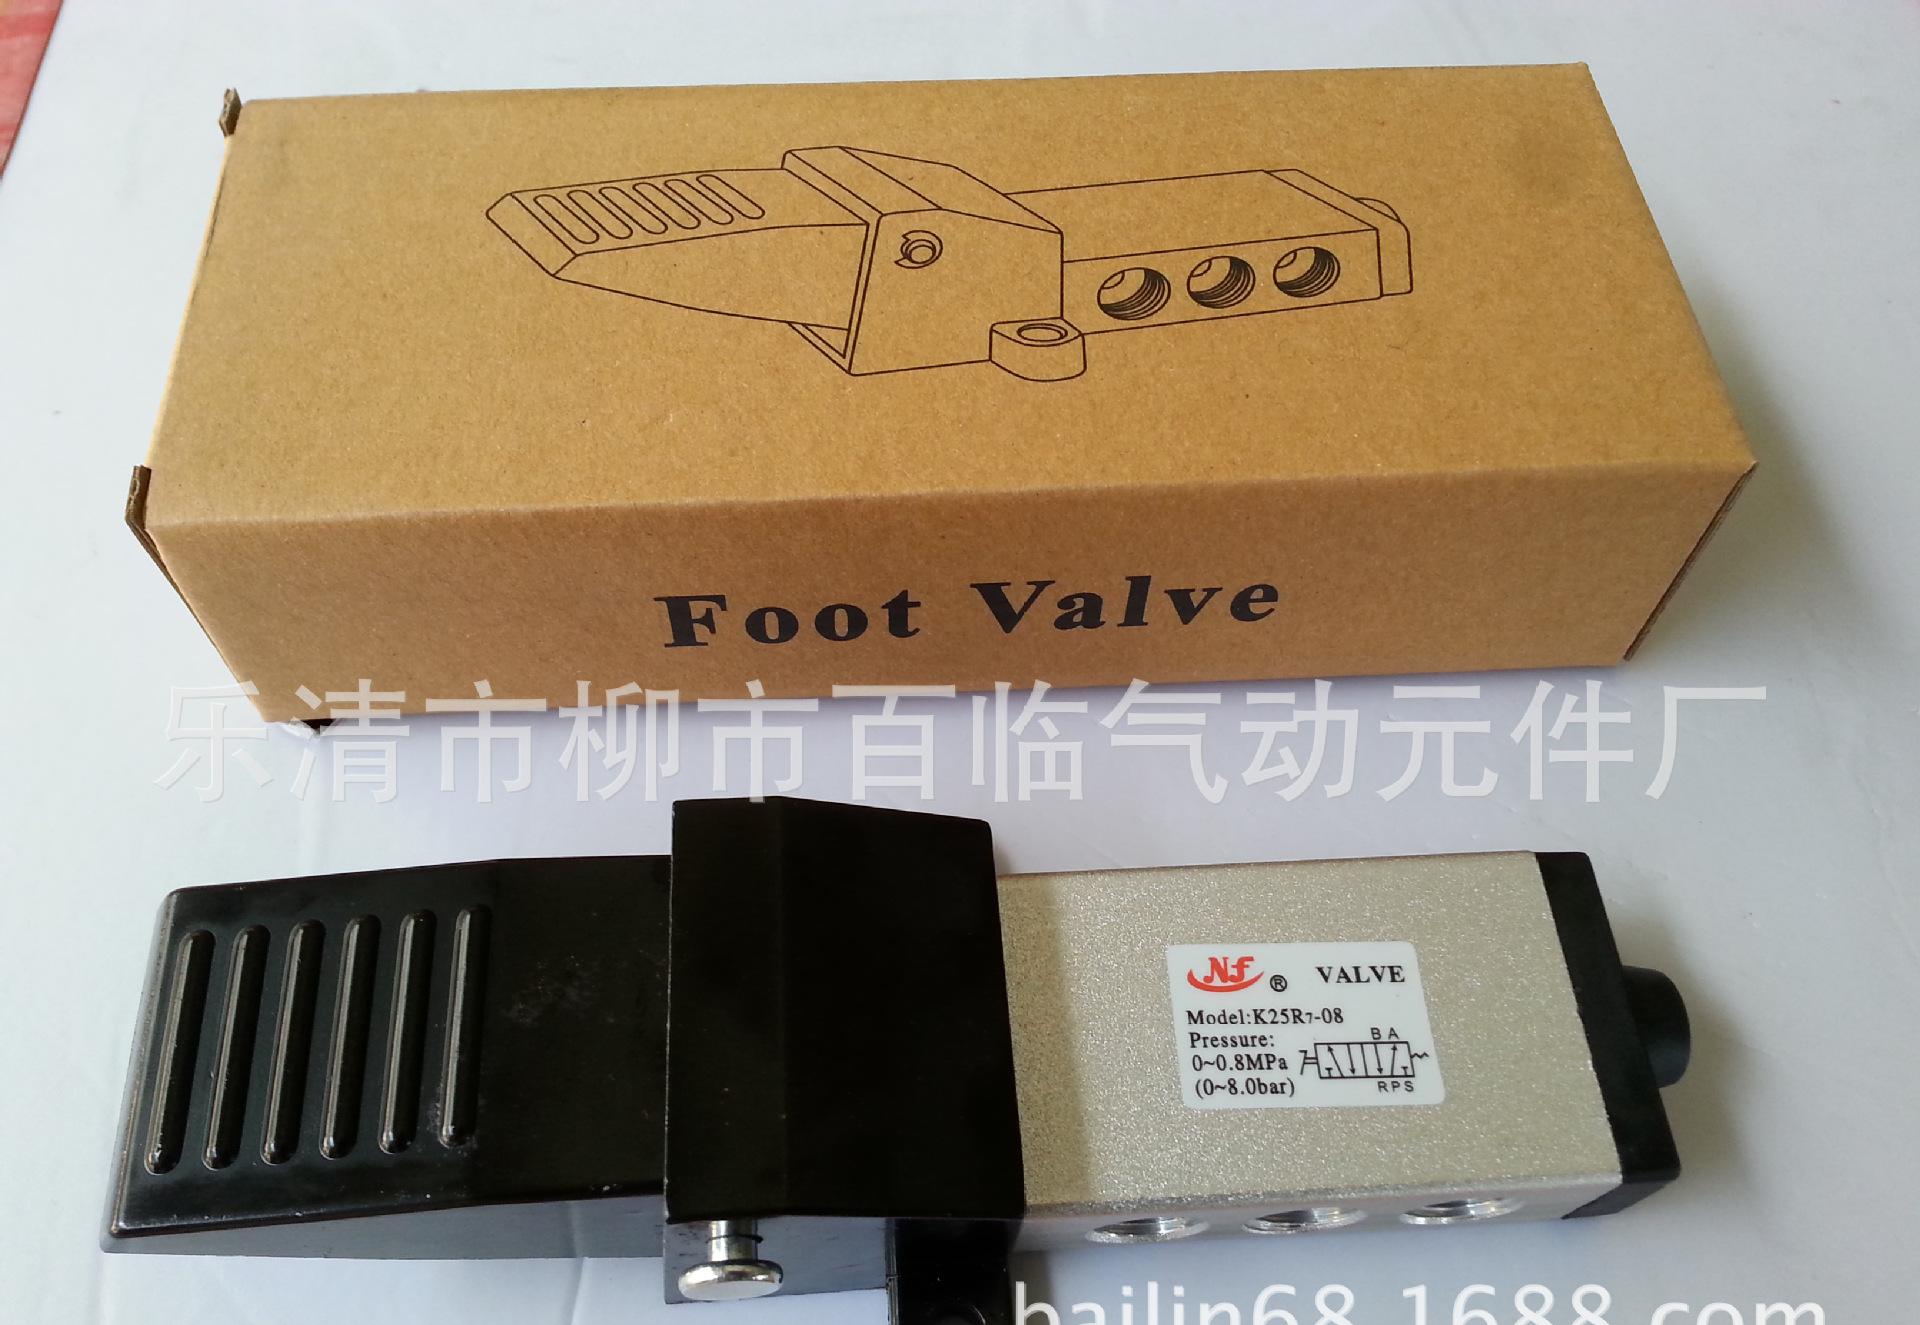 Foot Valve
乐清市柳市百临气动元件厂
Nf ® VALVE
Model:K25R7-08
Pressure:
0~0.8MPa
(0~8.0bar)
B A
R P S
bailin68.1688.com